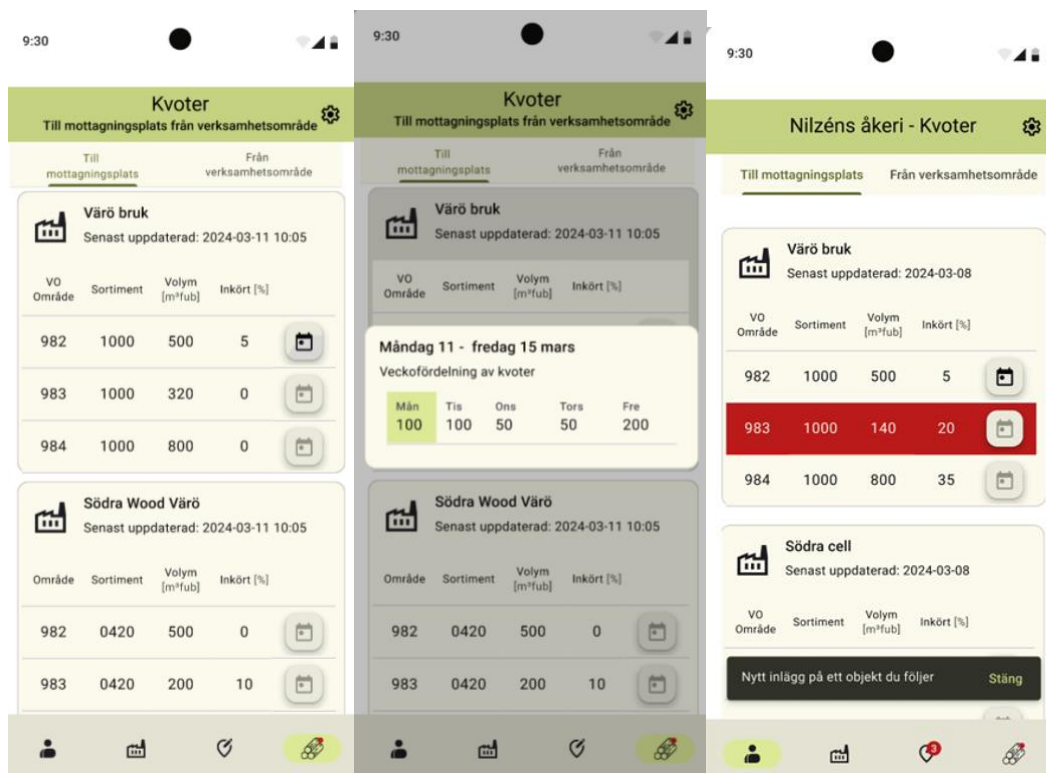 9:30
Kvoter
Till mottagningsplats från verksamhetsområde
Till mottagningsplats
Från verksamhetsområde
Värö bruk
Senast uppdaterad: 2024-03-11 10:05
VO Område Sortiment Volym [m³fub] Inkört [%]
982 1000 500 5
983 1000 320 0
984 1000 800 0
Södra Wood Värö
Senast uppdaterad: 2024-03-11 10:05
Område Sortiment Volym [m³fub] Inkört [%]
982 0420 500 0
983 0420 200 10
9:30
Kvoter
Till mottagningsplats från verksamhetsområde
Till mottagningsplats
Från verksamhetsområde
Värö bruk
Senast uppdaterad: 2024-03-11 10:05
VO Område Sortiment Volym [m³fub] Inkört [%]
Måndag 11 - fredag 15 mars
Veckofördelning av kvoter
Mån Tis Ons Tors Fre
100 100 50 50 200
Södra Wood Värö
Senast uppdaterad: 2024-03-11 10:05
Område Sortiment Volym [m³fub] Inkört [%]
982 0420 500 0
983 0420 200 10
9:30
Nilzéns åkeri - Kvoter
Till mottagningsplats Från verksamhetsområde
Värö bruk
Senast uppdaterad: 2024-03-08
VO Område Sortiment Volym [m³fub] Inkört [%]
982 1000 500 5
983 1000 140 20
984 1000 800 35
Södra cell
Senast uppdaterad: 2024-03-08
VO Område Sortiment Volym [m³fub] Inkört [%]
Nytt inlägg på ett objekt du följer Stäng
3